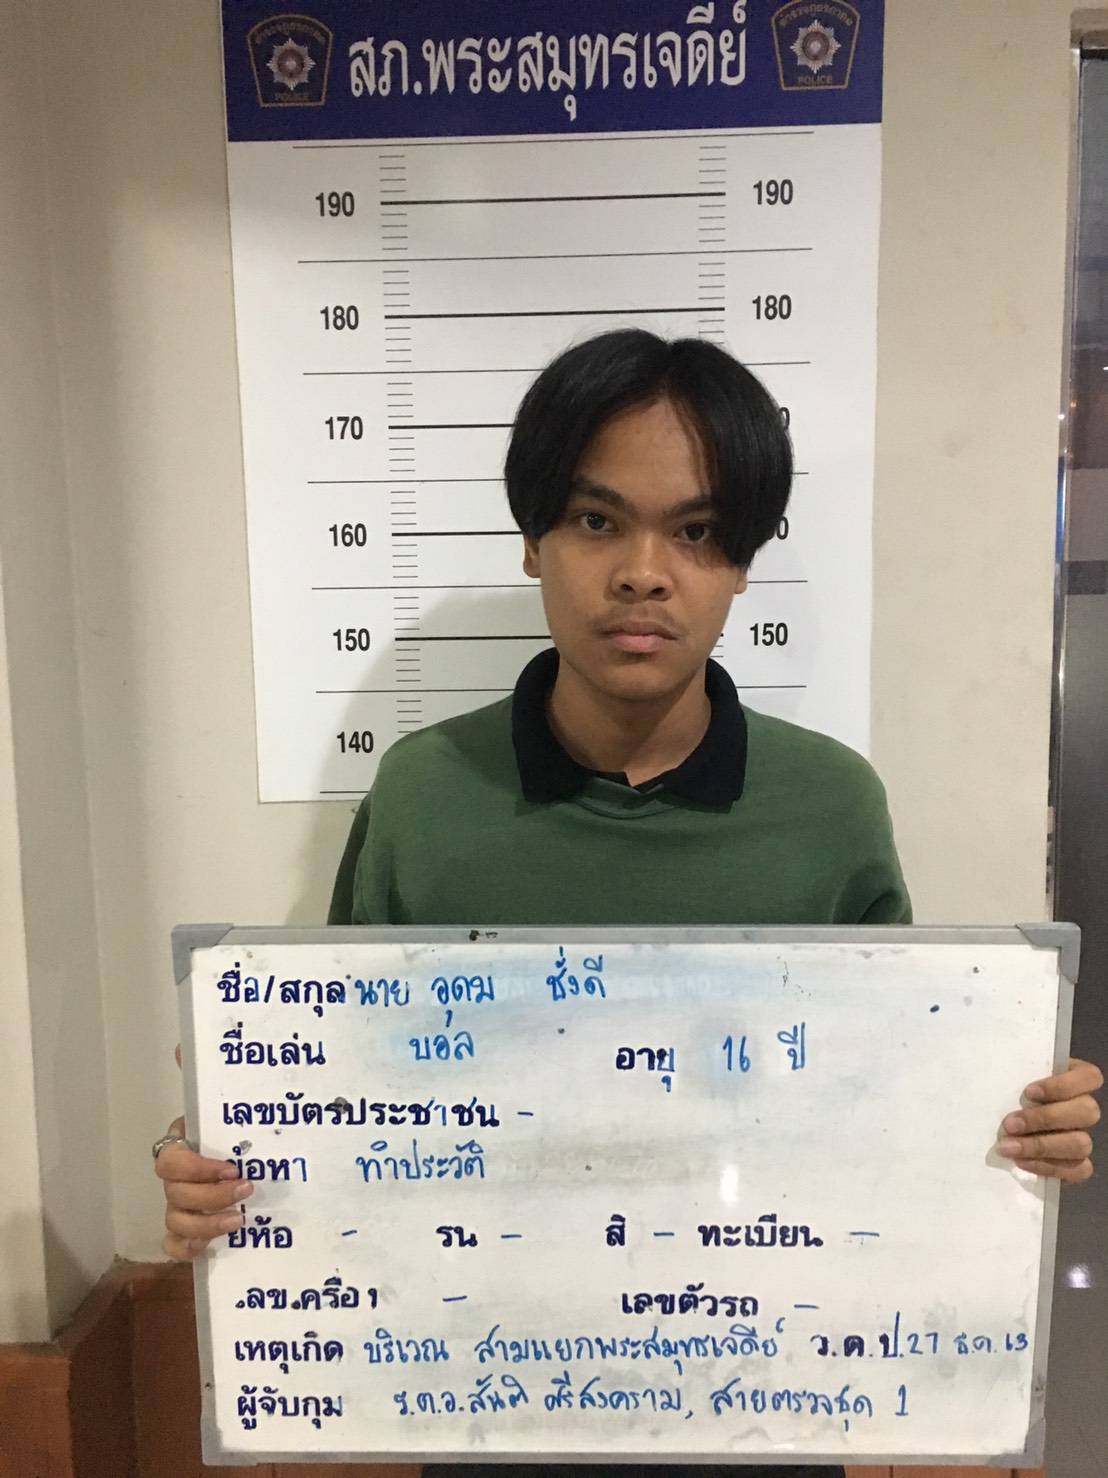 สภ.พระสมุทรเจดีย์
POLICE POLICE
190 190
180 180
170
160
150 150
140
ชื่อ/สกุล นาย อุดม ชั่งดี
ชื่อเล่น บอล อายุ 16 ปี
เลขบัตรประชาชน -
ข้อหา ทำประวัติ
ยี่ห้อ - รุ่น - สี - ทะเบียน -
เลขเครื่อง - เลขตัวรถ -
เหตุเกิด บริเวณ สามแยกพระสมุทรเจดีย์ ว.ด.ป. 27 ธ.ค. 63
ผู้จับกุม ร.ต.อ.สันติ ศรีสงคราม, สายตรวจชุด 1